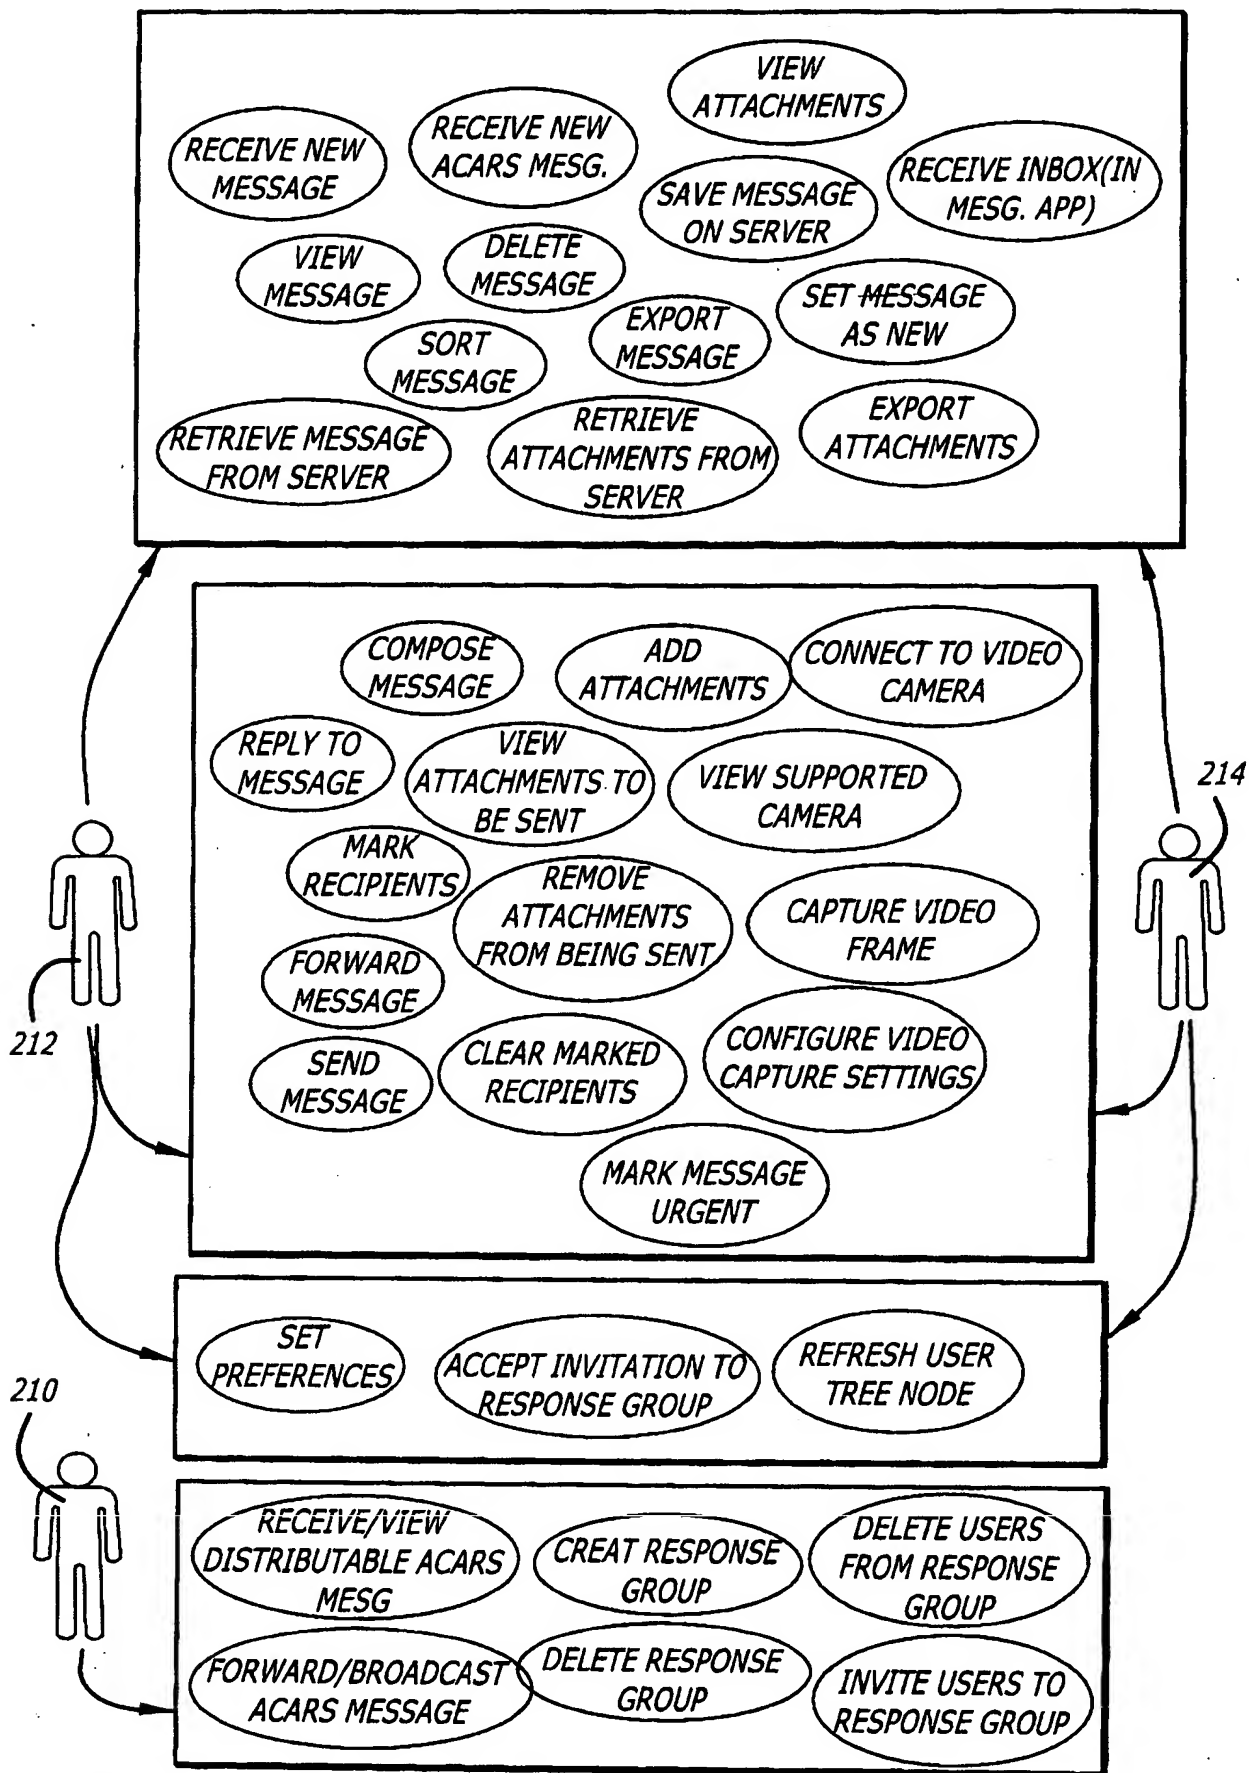 VIEW
ATTACHMENTS
RECEIVE NEW
MESSAGE
RECEIVE NEW
ACARS MESG.
SAVE MESSAGE
ON SERVER
RECEIVE INBOX(IN
MESG. APP)
VIEW
MESSAGE
DELETE
MESSAGE
SET MESSAGE
AS NEW
EXPORT
MESSAGE
SORT
MESSAGE
RETRIEVE MESSAGE
FROM SERVER
RETRIEVE
ATTACHMENTS FROM
SERVER
EXPORT
ATTACHMENTS
COMPOSE
MESSAGE
ADD
ATTACHMENTS
CONNECT TO VIDEO
CAMERA
REPLY TO
MESSAGE
VIEW
ATTACHMENTS TO
BE SENT
VIEW SUPPORTED
CAMERA
214
MARK
RECIPIENTS
REMOVE
ATTACHMENTS
FROM BEING SENT
CAPTURE VIDEO
FRAME
FORWARD
MESSAGE
212
SEND
MESSAGE
CLEAR MARKED
RECIPIENTS
CONFIGURE VIDEO
CAPTURE SETTINGS
MARK MESSAGE
URGENT
SET
PREFERENCES
ACCEPT INVITATION TO
RESPONSE GROUP
REFRESH USER
TREE NODE
210
RECEIVE/VIEW
DISTRIBUTABLE ACARS
MESG
CREAT RESPONSE
GROUP
DELETE USERS
FROM RESPONSE
GROUP
FORWARD/BROADCAST
ACARS MESSAGE
DELETE RESPONSE
GROUP
INVITE USERS TO
RESPONSE GROUP